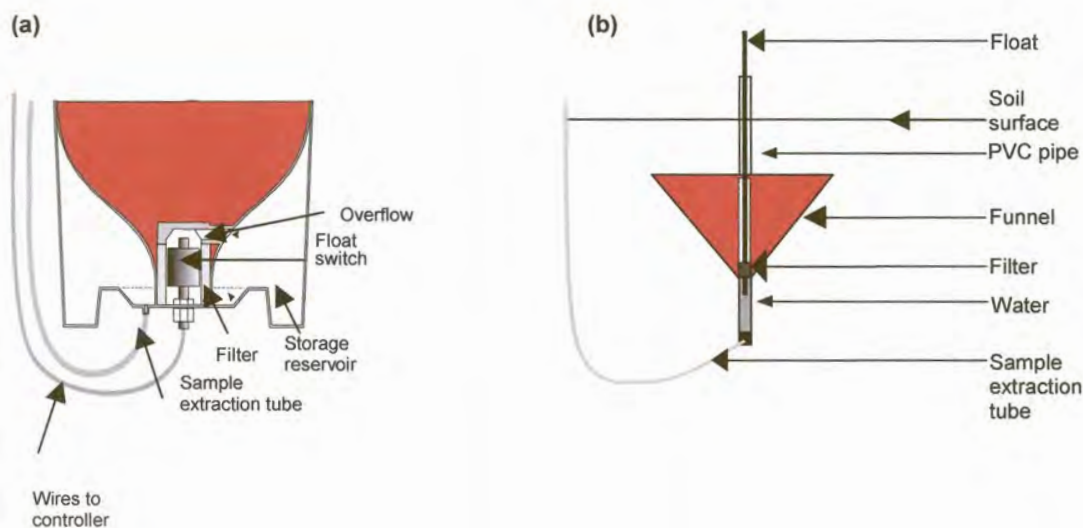 (a)
Overflow
Float
switch
Filter
Storage
reservoir
Sample
extraction tube
Wires to
controller
(b)
Float
Soil
surface
PVC pipe
Funnel
Filter
Water
Sample
extraction
tube